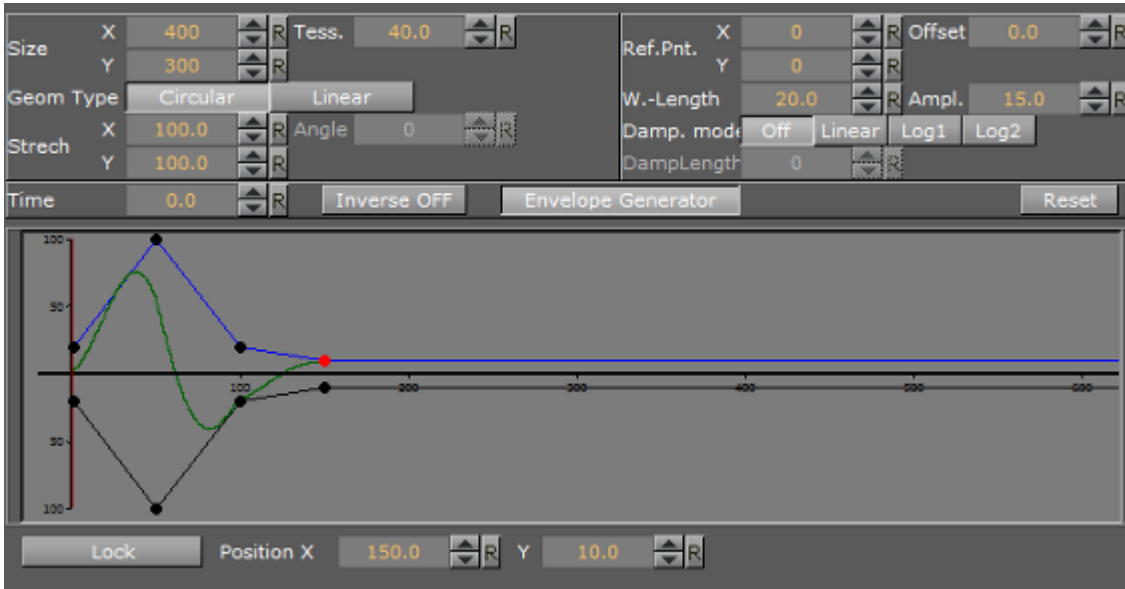 X 400 R Tess. 40.0 R X 0 R Offset 0.0 R
Size Ref.Pnt.
Y 300 R Y 0 R
Geom Type Circular Linear W.-Length 20.0 R Ampl. 15.0 R
X 100.0 R Angle 0 R Damp. mode Off Linear Log1 Log2
Strech
Y 100.0 R DampLength 0 R
Time 0.0 R Inverse OFF Envelope Generator Reset
100
50
100 200 300 400 500 600
50
100
Lock Position X 150.0 R Y 10.0 R